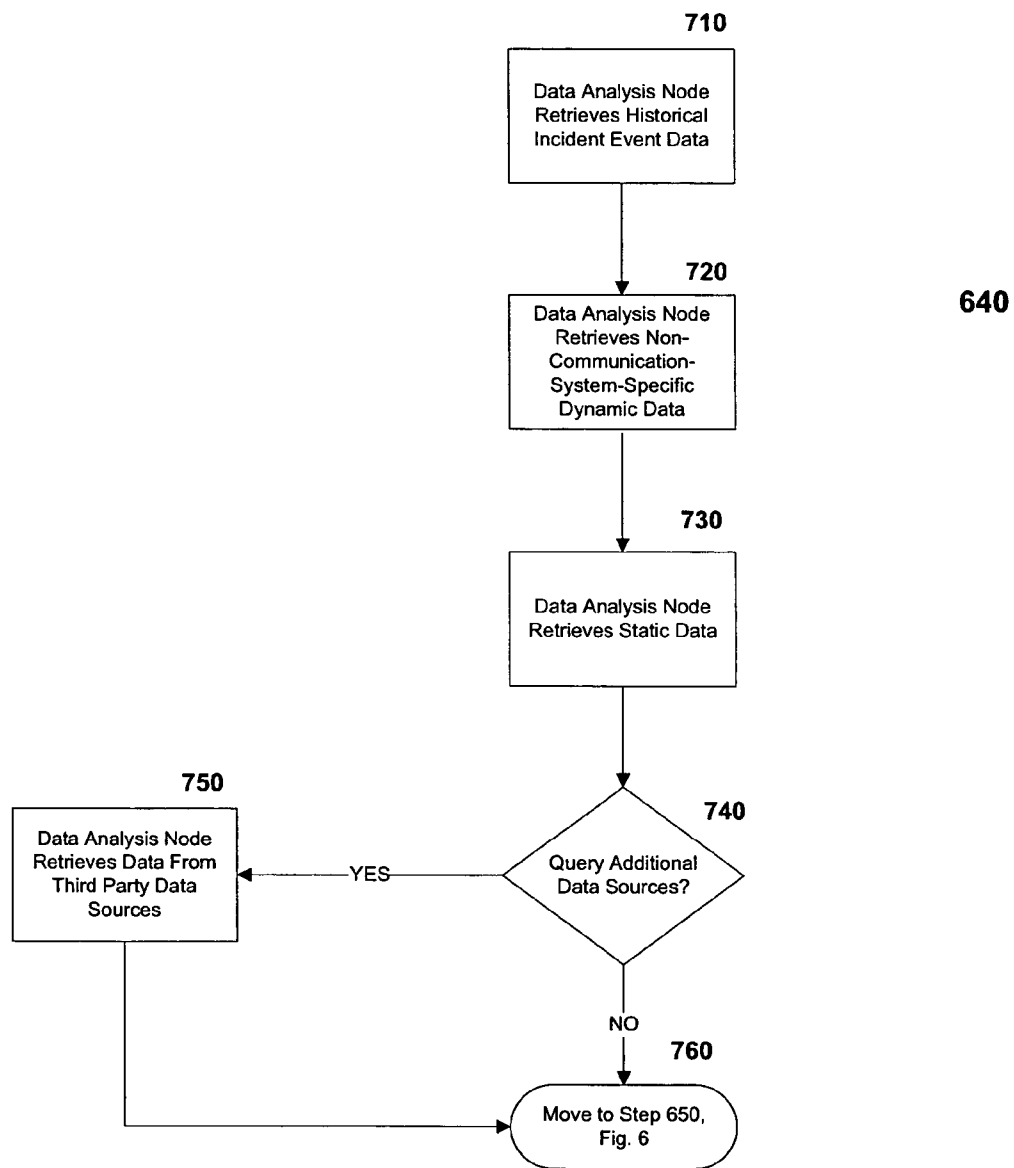 710
Data Analysis Node
Retrieves Historical
Incident Event Data
720
640
Data Analysis Node
Retrieves Non-
Communication-
System-Specific
Dynamic Data
730
Data Analysis Node
Retrieves Static Data
750
740
Data Analysis Node
Retrieves Data From
Third Party Data
Sources
YES
Query Additional
Data Sources?
NO
760
Move to Step 650,
Fig. 6